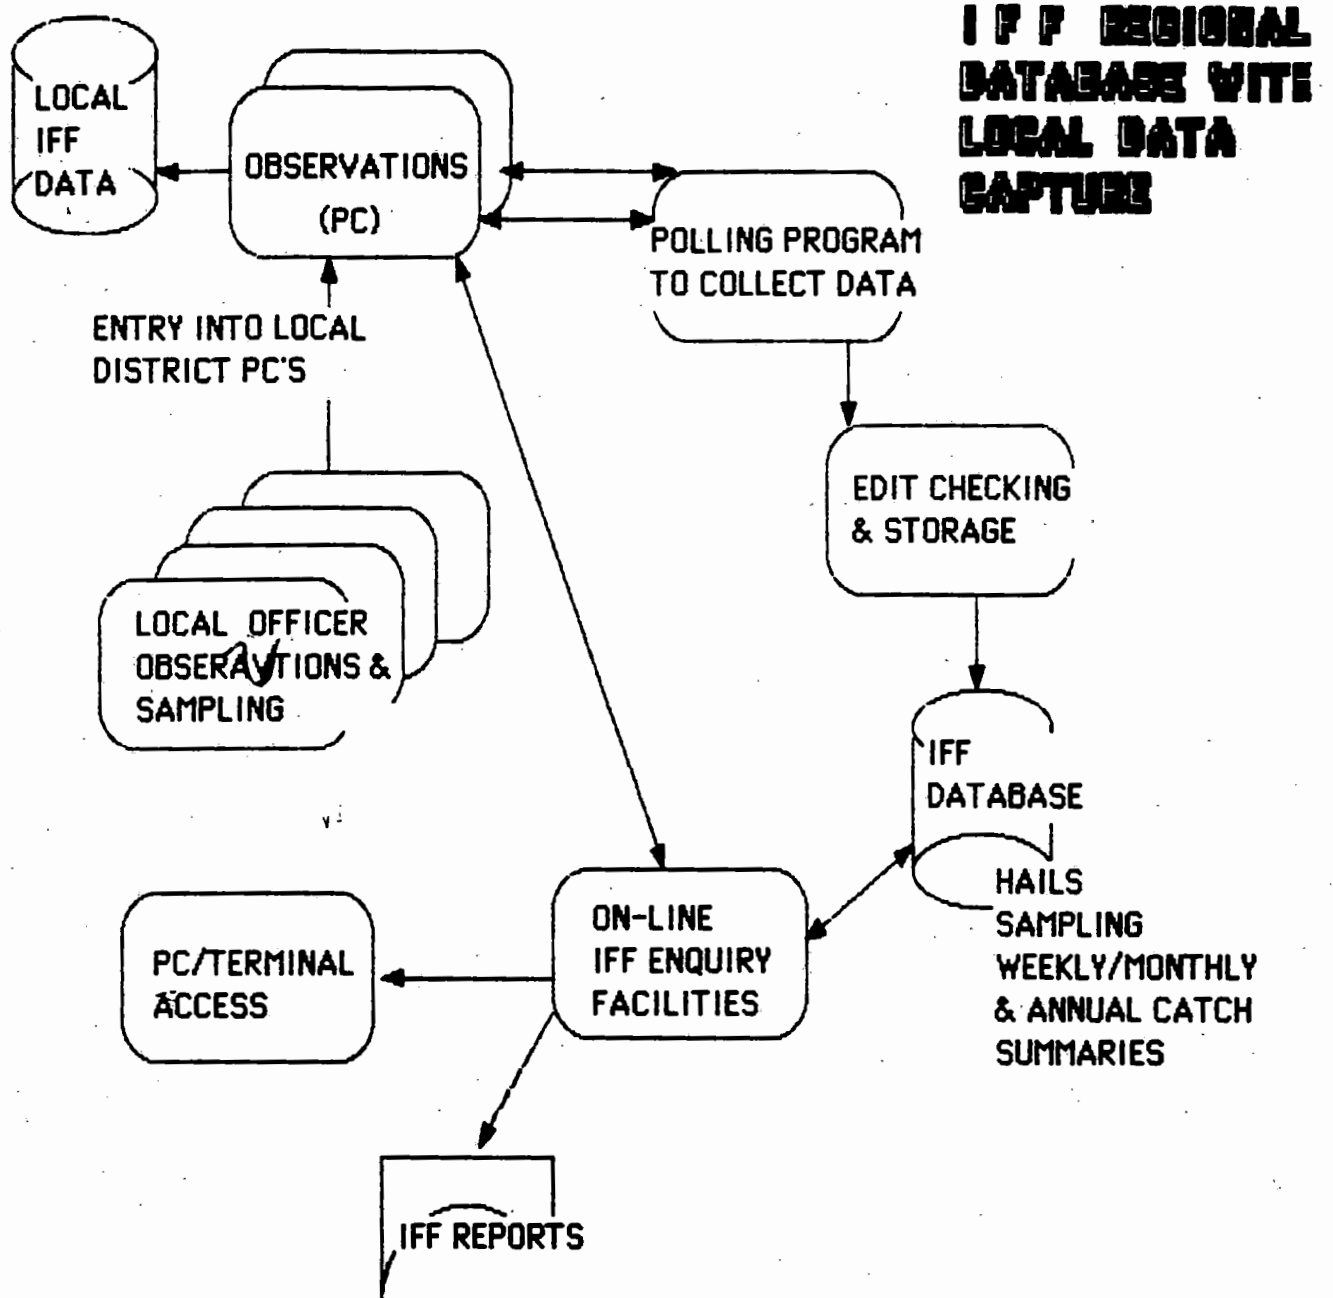 I F F REGIONAL
DATABASE WITH
LOCAL DATA
CAPTURE
LOCAL
IFF
DATA
OBSERVATIONS
(PC)
POLLING PROGRAM
TO COLLECT DATA
ENTRY INTO LOCAL
DISTRICT PC'S
EDIT CHECKING
& STORAGE
LOCAL OFFICER
OBSERAVTIONS &
SAMPLING
IFF
DATABASE
HAILS
SAMPLING
WEEKLY/MONTHLY
& ANNUAL CATCH
SUMMARIES
ON-LINE
IFF ENQUIRY
FACILITIES
PC/TERMINAL
ACCESS
IFF REPORTS